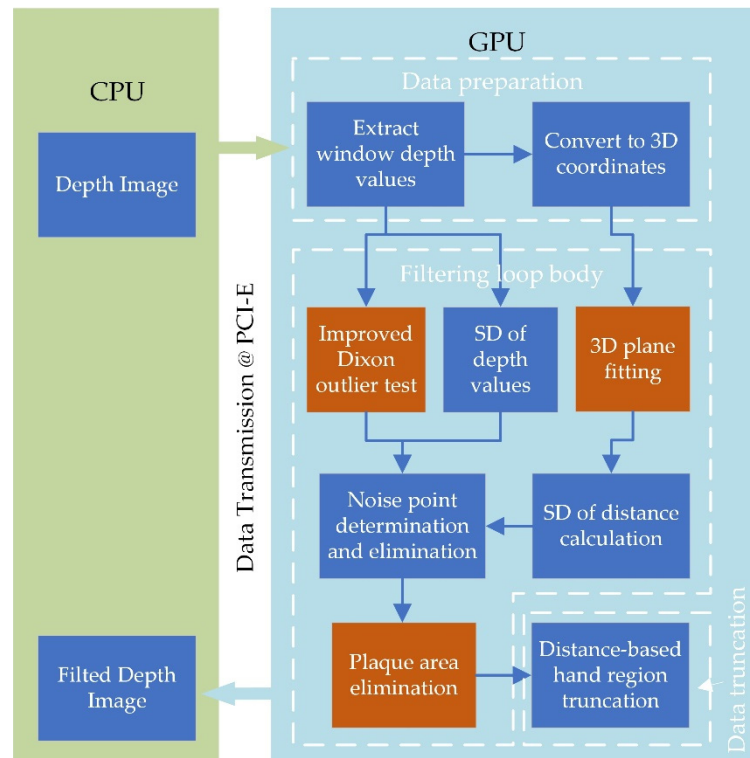 CPU
Depth Image
Filted Depth
Image
Data Transmission @ PCI-E
GPU
Data preparation
Extract
window depth
values
Convert to 3D
coordinates
Filtering loop body
Improved
Dixon
outlier test
SD of
depth
values
3D plane
fitting
Noise point
determination
and elimination
SD of distance
calculation
Plaque area
elimination
Distance-based
hand region
truncation
Data truncation